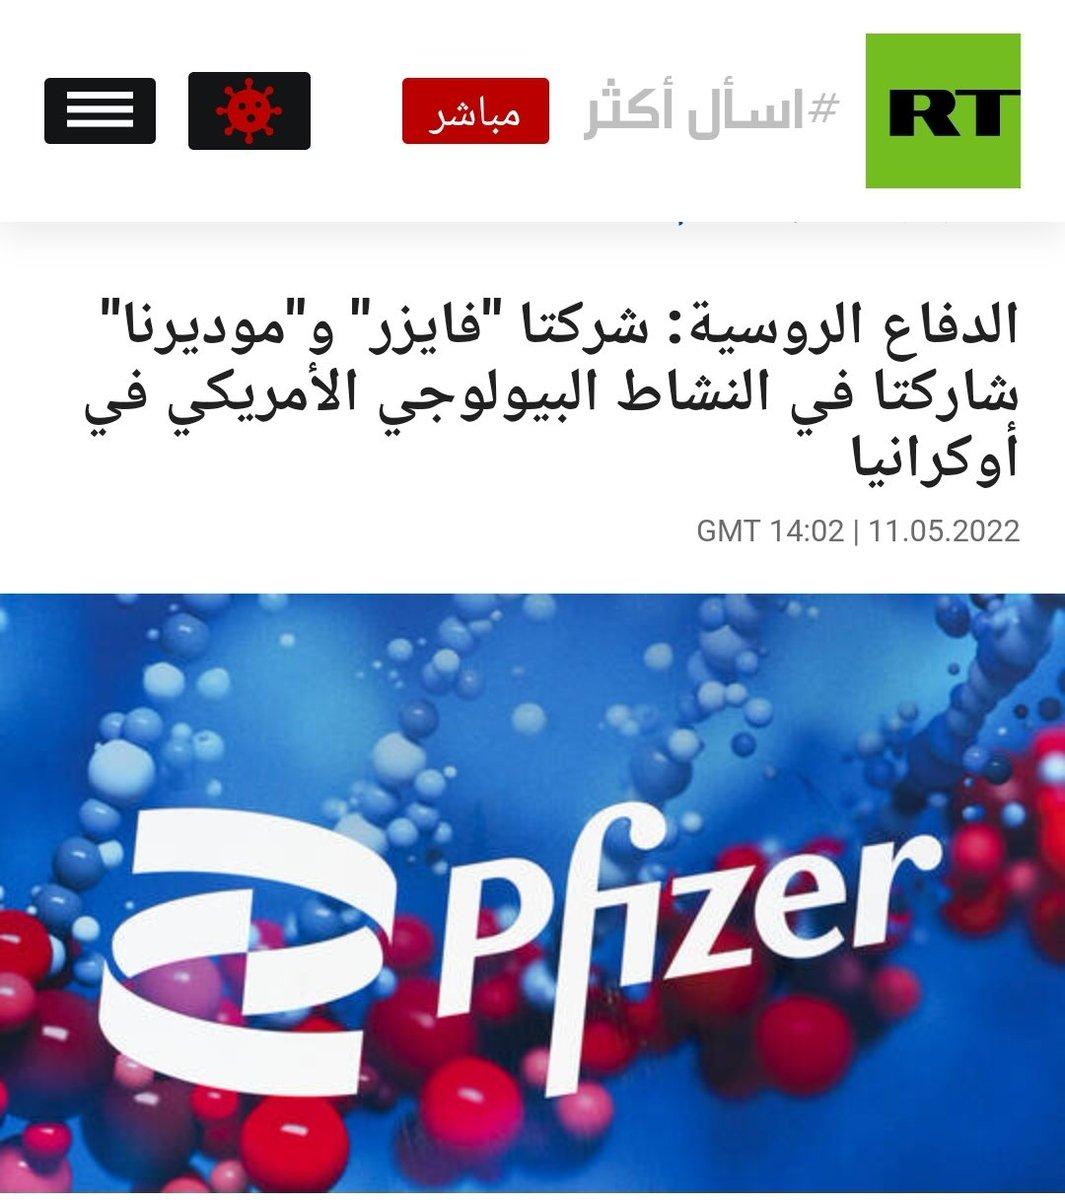 RT
#اسأل أكثر
مباشر
الدفاع الروسية: شركتا "فايزر" و"موديرنا"
شاركتا في النشاط البيولوجي الأمريكي في
أوكرانيا
11.05.2022 | 14:02 GMT
Pfizer